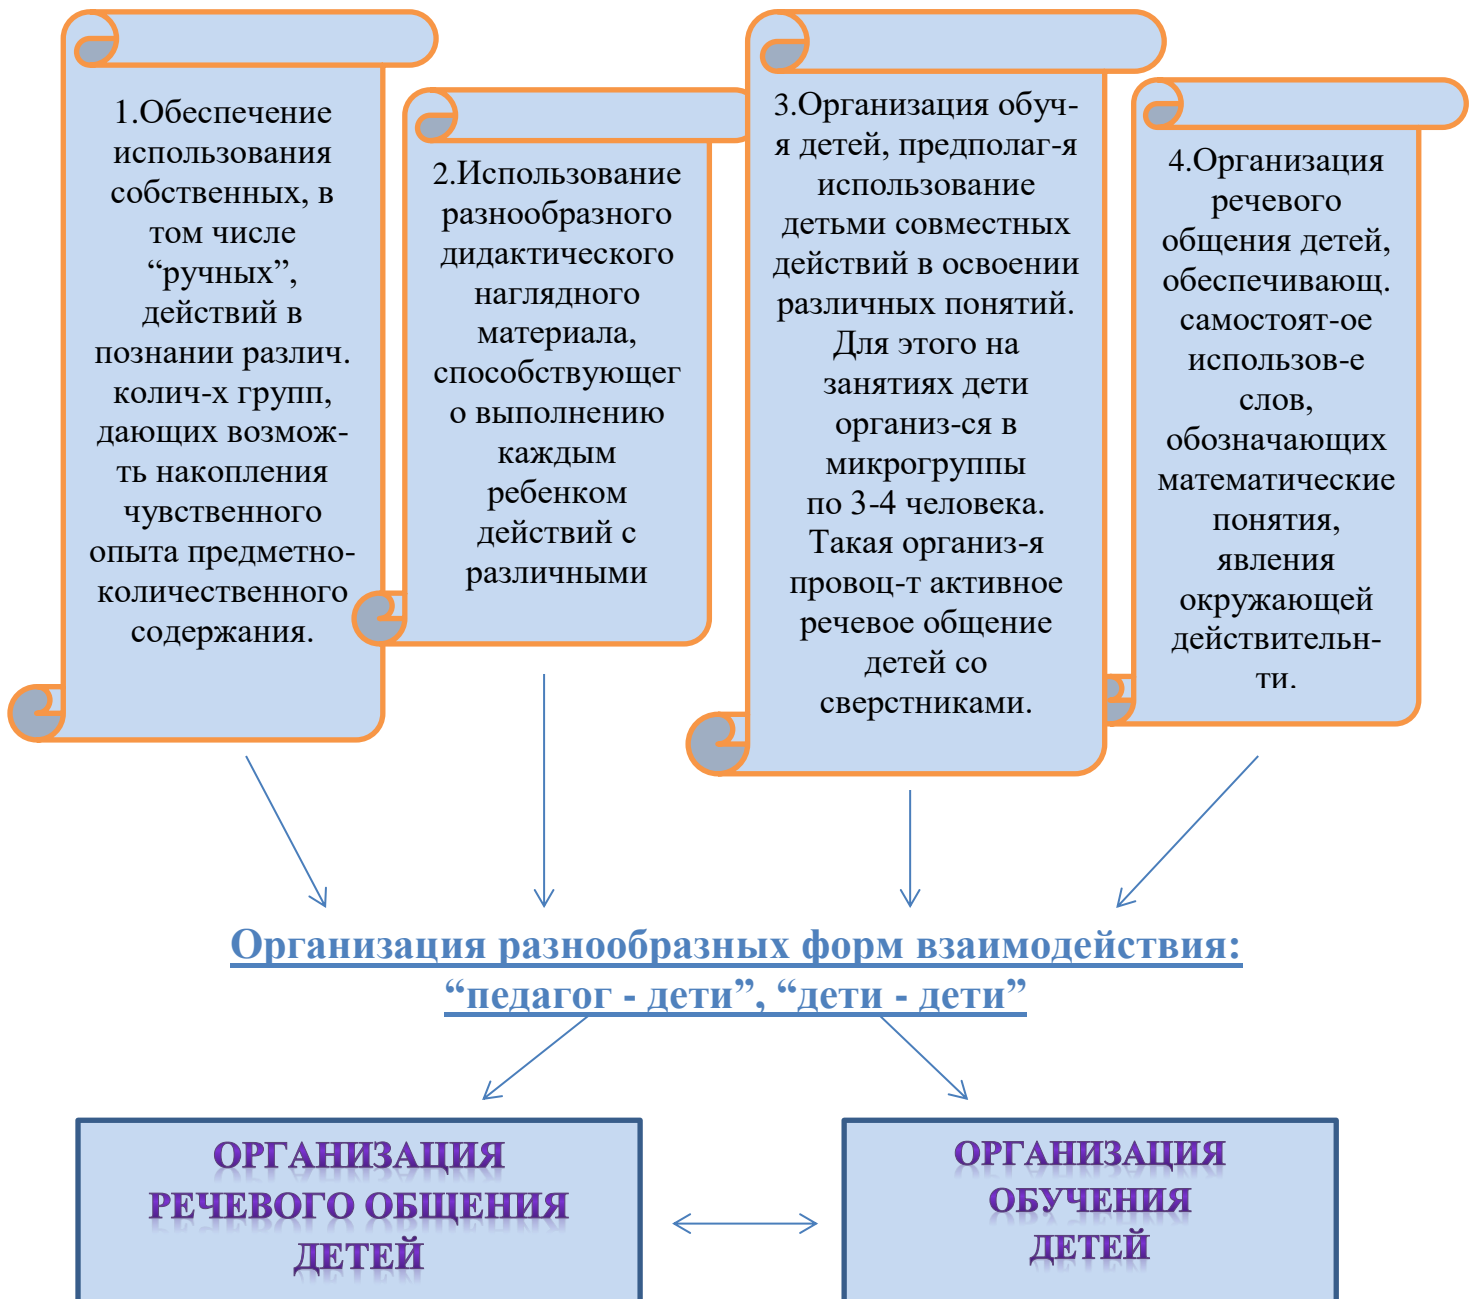 1.Обеспечение
использования
собственных, в
том числе
“ручных”,
действий в
познании различ.
колич-х групп,
дающих возмож-
ть накопления
чувственного
опыта предметно-
количественного
содержания.
2.Использование
разнообразного
дидактического
наглядного
материала,
способствующег
о выполнению
каждым
ребенком
действий с
различными
3.Организация обуч-
я детей, предполаг-я
использование
детьми совместных
действий в освоении
различных понятий.
Для этого на
занятиях дети
организ-ся в
микрогруппы
по 3-4 человека.
Такая организ-я
провоц-т активное
речевое общение
детей со
сверстниками.
4.Организация
речевого
общения детей,
обеспечивающ.
самостоят-ое
использов-е
слов,
обозначающих
математические
понятия,
явления
окружающей
действительн-
ти.
Организация разнообразных форм взаимодействия:
“педагог - дети”, “дети - дети”
ОРГАНИЗАЦИЯ
РЕЧЕВОГО ОБЩЕНИЯ
ДЕТЕЙ
ОРГАНИЗАЦИЯ
ОБУЧЕНИЯ
ДЕТЕЙ